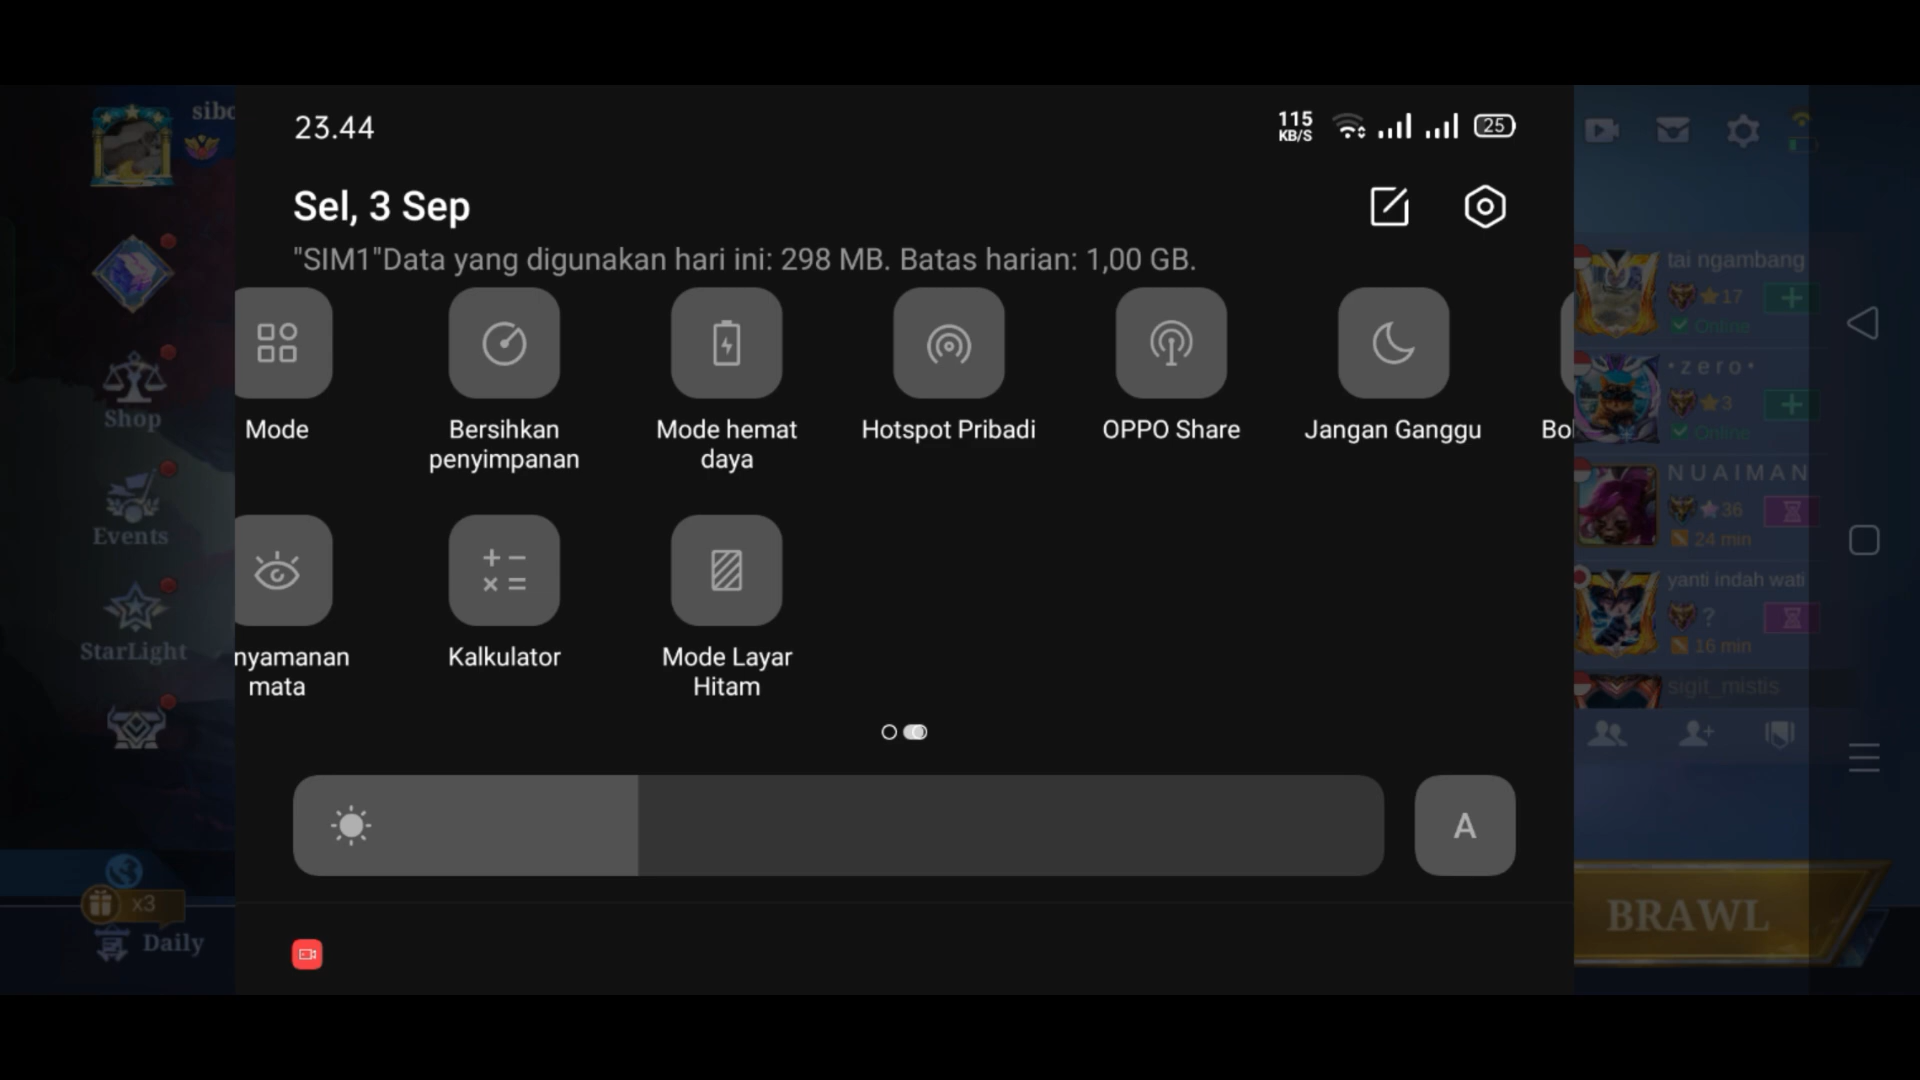 23.44
115
KB/S
25
Sel, 3 Sep
"SIM1"Data yang digunakan hari ini: 298 MB. Batas harian: 1,00 GB.
Mode
Bersihkan
penyimpanan
Mode hemat
daya
Hotspot Pribadi
OPPO Share
Jangan Ganggu
Bol
nyamanan
mata
Kalkulator
Mode Layar
Hitam
A
sibo
Shop
Events
StarLight
x3
Daily
tai ngambang
17
Online
•zero•
3
Online
NUAIMAN
36
24 min
yanti indah wati
?
16 min
sigit_mistis
BRAWL